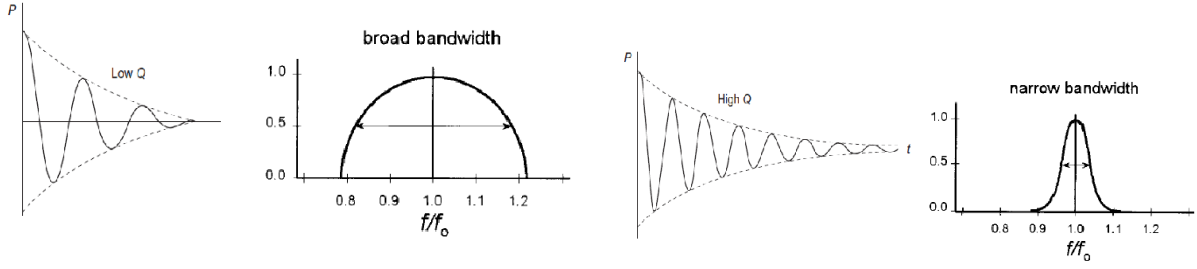 P
Low Q
broad bandwidth
1.0
0.5
0.0
0.8 0.9 1.0 1.1 1.2
f/fo
P
High Q
t
narrow bandwidth
1.0
0.5
0.0
0.8 0.9 1.0 1.1 1.2
f/fo